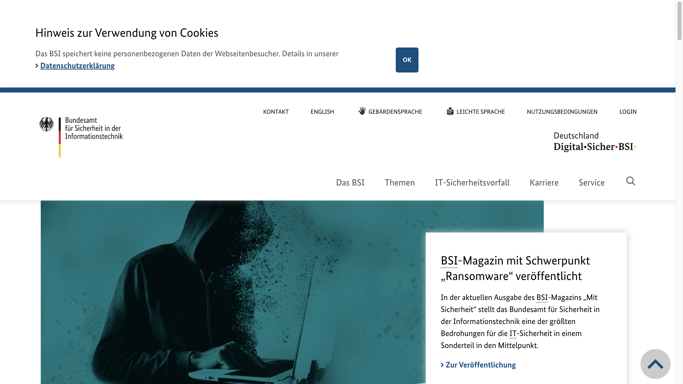 Hinweis zur Verwendung von Cookies
Das BSI speichert keine personenbezogenen Daten der Webseitenbesucher. Details in unserer
Datenschutzerklärung
OK
KONTAKT
ENGLISH
GEBÄRDENSPRACHE
LEICHTE SPRACHE
NUTZUNGSBEDINGUNGEN
LOGIN
Bundesamt
für Sicherheit in der
Informationstechnik
Deutschland
Digital•Sicher•BSI•
Das BSI
Themen
IT-Sicherheitsvorfall
Karriere
Service
BSI-Magazin mit Schwerpunkt
„Ransomware“ veröffentlicht
In der aktuellen Ausgabe des BSI-Magazins „Mit
Sicherheit“ stellt das Bundesamt für Sicherheit in
der Informationstechnik eine der größten
Bedrohungen für die IT-Sicherheit in einem
Sonderteil in den Mittelpunkt.
Zur Veröffentlichung